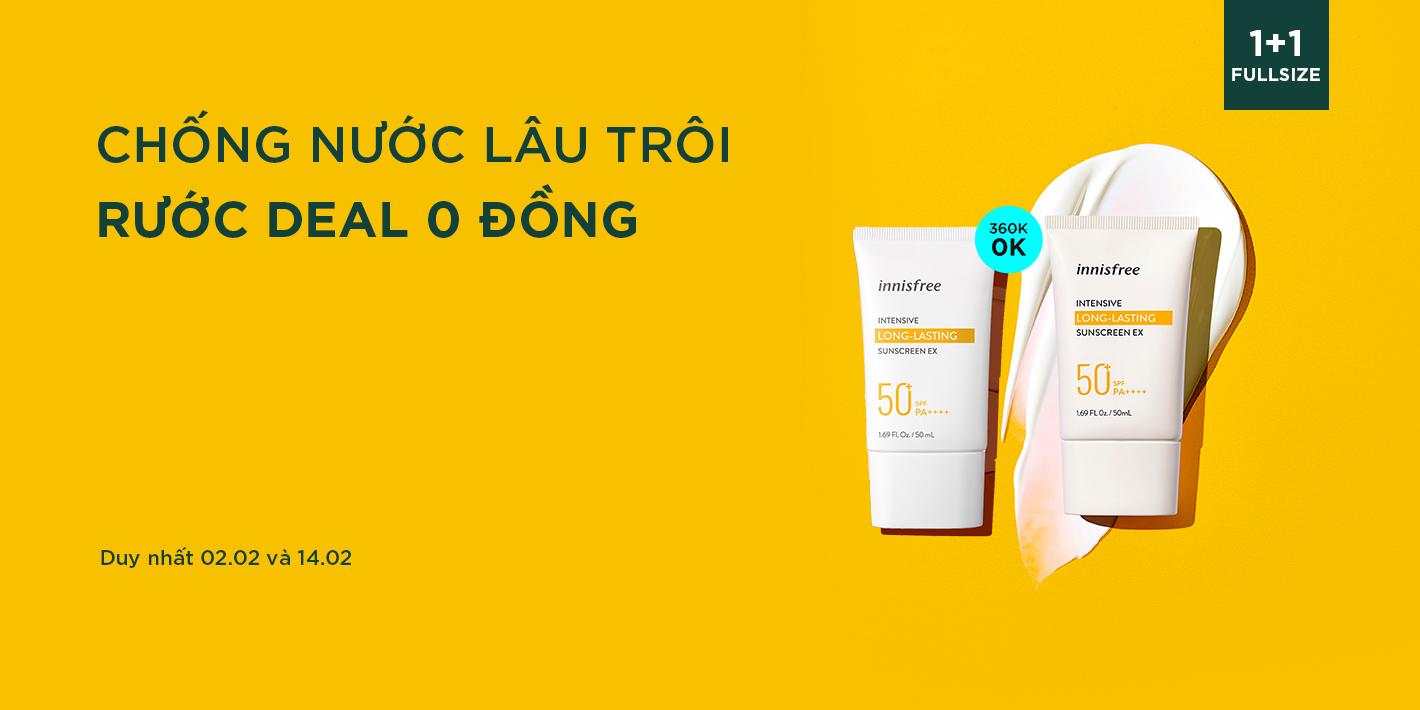 1+1
FULLSIZE
CHỐNG NƯỚC LÂU TRÔI
RƯỚC DEAL 0 ĐỒNG
360K
0K
innisfree
INTENSIVE
LONG-LASTING
SUNSCREEN EX
50+
SPF
PA++++
1.69 FL Oz. / 50 mL
innisfree
INTENSIVE
LONG-LASTING
SUNSCREEN EX
50+
SPF
PA++++
1.69 FL Oz. / 50mL
Duy nhất 02.02 và 14.02